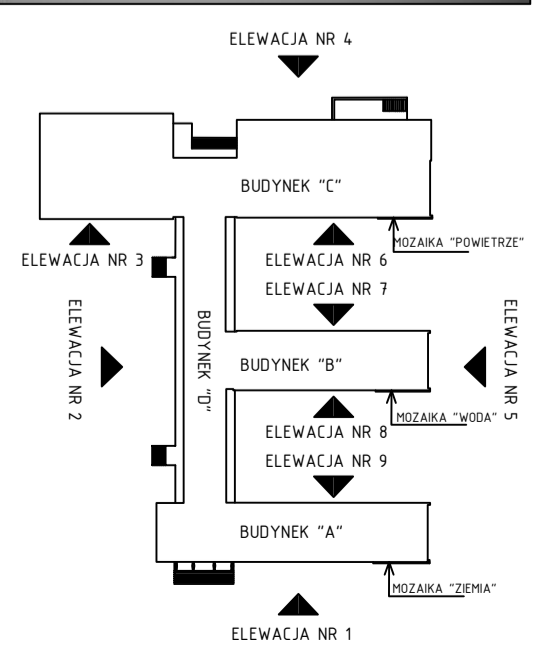 ELEWACJA NR 4
BUDYNEK "C"
MOZAIKA "POWIETRZE"
ELEWACJA NR 3
ELEWACJA NR 6
ELEWACJA NR 7
ELEWACJA NR 2
BUDYNEK "D"
BUDYNEK "B"
ELEWACJA NR 5
MOZAIKA "WODA"
ELEWACJA NR 8
ELEWACJA NR 9
BUDYNEK "A"
MOZAIKA "ZIEMIA"
ELEWACJA NR 1